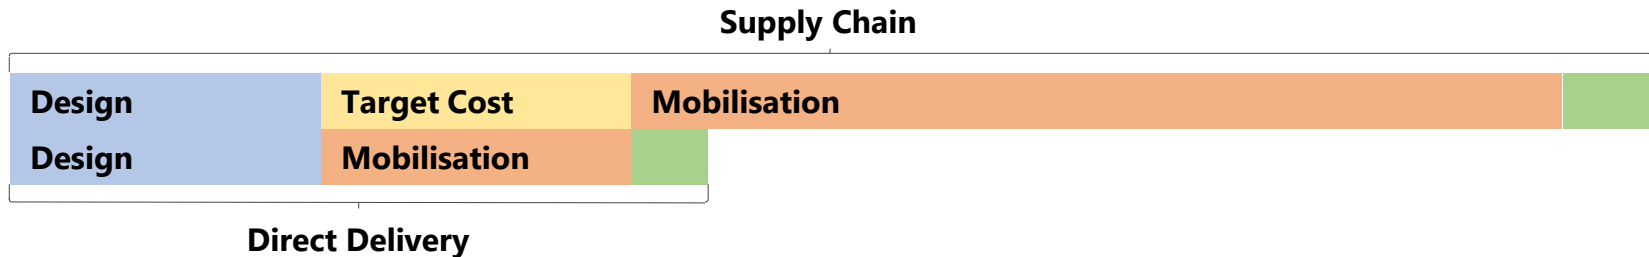 Supply Chain
Design Target Cost Mobilisation
Design Mobilisation
Direct Delivery